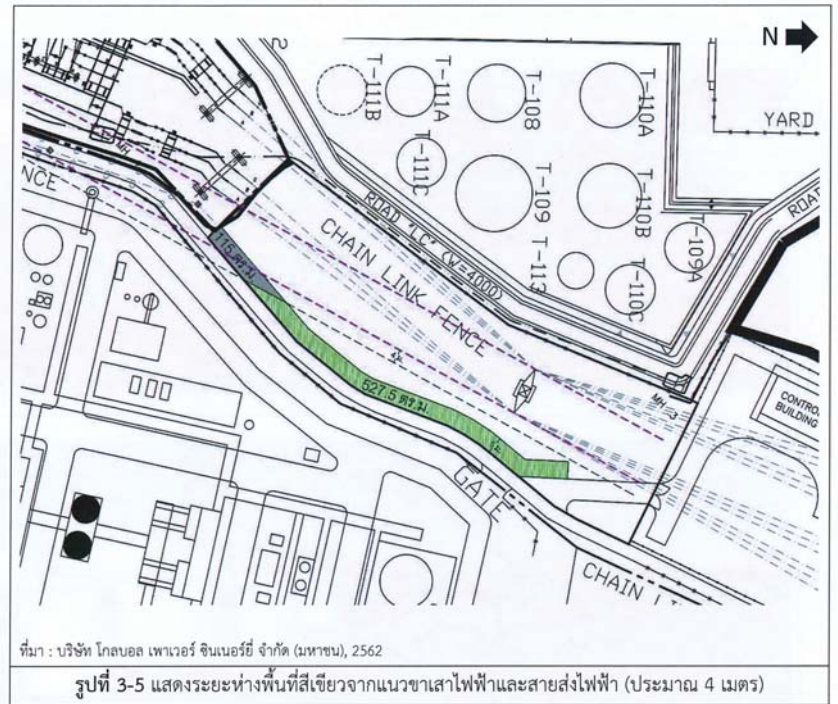 N
T-111B
T-111A
T-108
T-110A
YARD
T-111C
T-109
T-110B
ROAD "LC" (W=4000)
T-109A
ROAD
T-113
T-110C
CHAIN LINK FENCE
ENCE
115 ตร.ม.
527.5 ตร.ม.
MH-3
CONTRO
BUILDING
GATE
CHAIN LI
ที่มา : บริษัท โกลบอล เพาเวอร์ ซินเนอร์ยี่ จำกัด (มหาชน), 2562
รูปที่ 3-5 แสดงระยะห่างพื้นที่สีเขียวจากแนวขาเสาไฟฟ้าและสายส่งไฟฟ้า (ประมาณ 4 เมตร)